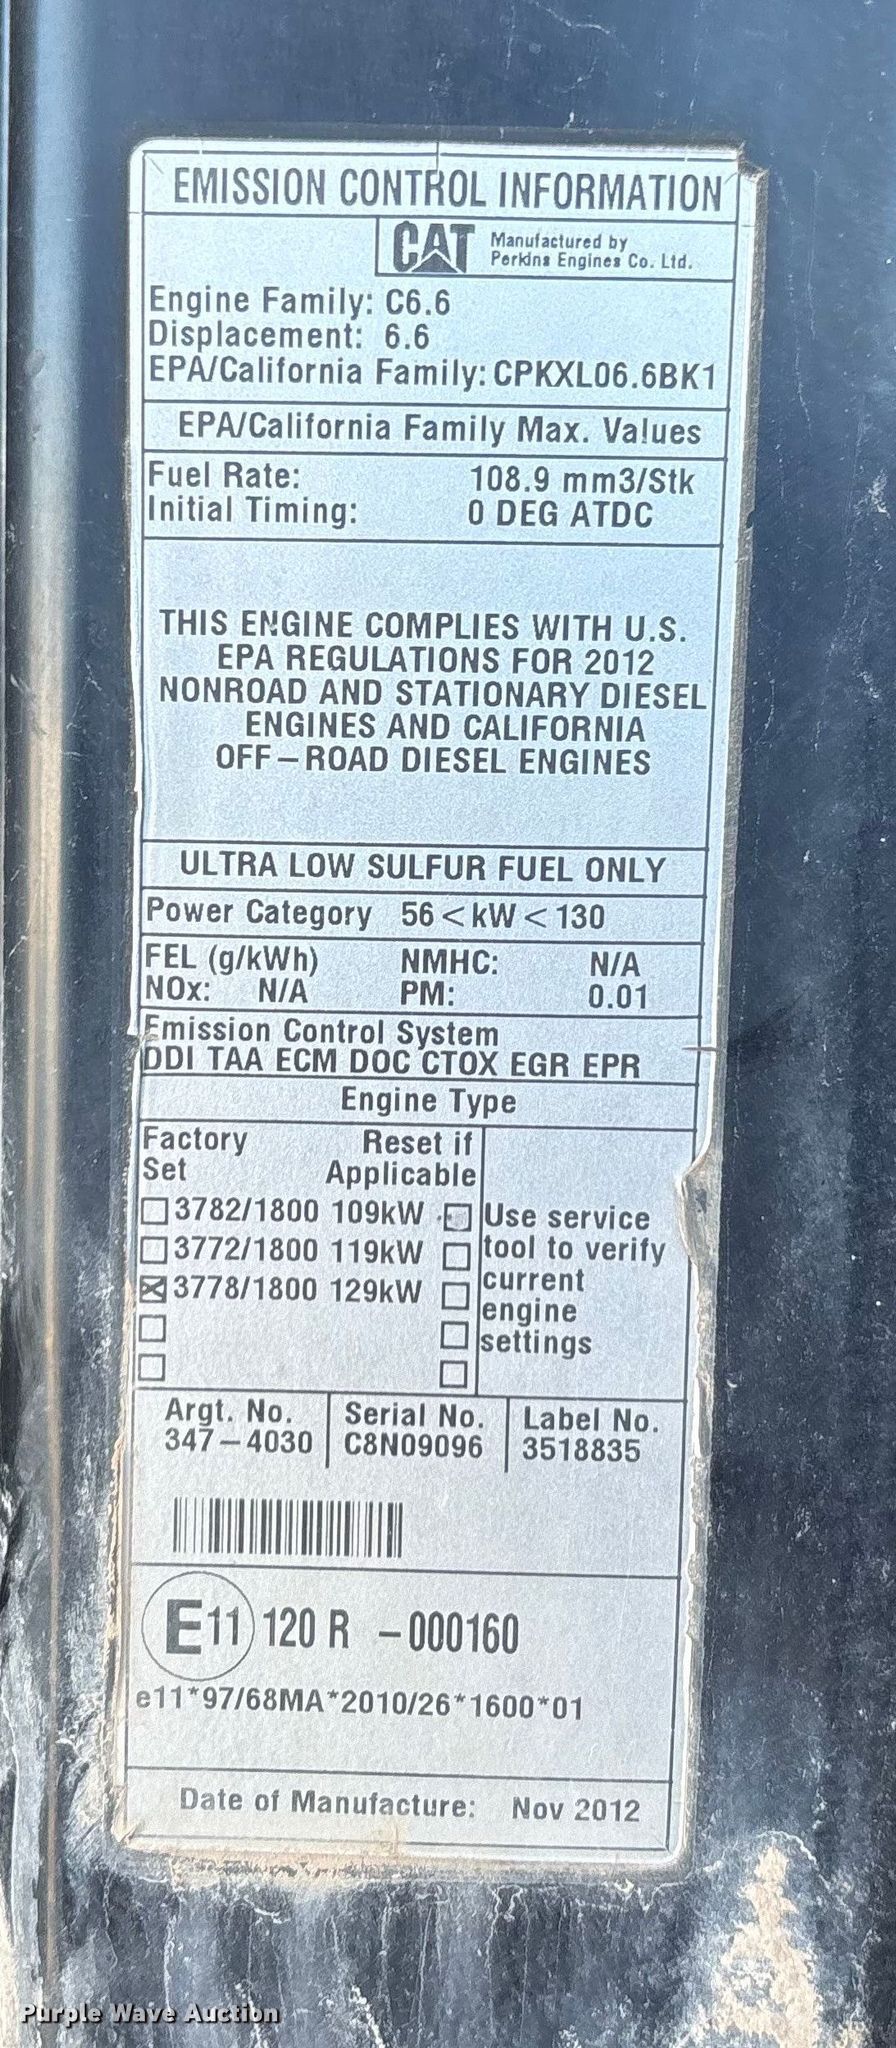 EMISSION CONTROL INFORMATION
CAT Manufactured by
Perkins Engines Co. Ltd.
Engine Family: C6.6
Displacement: 6.6
EPA/California Family: CPKXL06.6BK1
EPA/California Family Max. Values
Fuel Rate: 108.9 mm3/Stk
Initial Timing: 0 DEG ATDC
THIS ENGINE COMPLIES WITH U.S.
EPA REGULATIONS FOR 2012
NONROAD AND STATIONARY DIESEL
ENGINES AND CALIFORNIA
OFF-ROAD DIESEL ENGINES
ULTRA LOW SULFUR FUEL ONLY
Power Category 56<kW<130
FEL (g/kWh) NMHC: N/A
NOx: N/A PM: 0.01
Emission Control System
DDI TAA ECM DOC CTOX EGR EPR
Engine Type
Factory Reset if
Set Applicable
3782/1800 109kW Use service
3772/1800 119kW tool to verify
3778/1800 129kW current
engine
settings
Argt. No. Serial No. Label No.
347-4030 C8N09096 3518835
E11 120 R -000160
e11*97/68MA*2010/26*1600*01
Date of Manufacture: Nov 2012
Purple Wave Auction